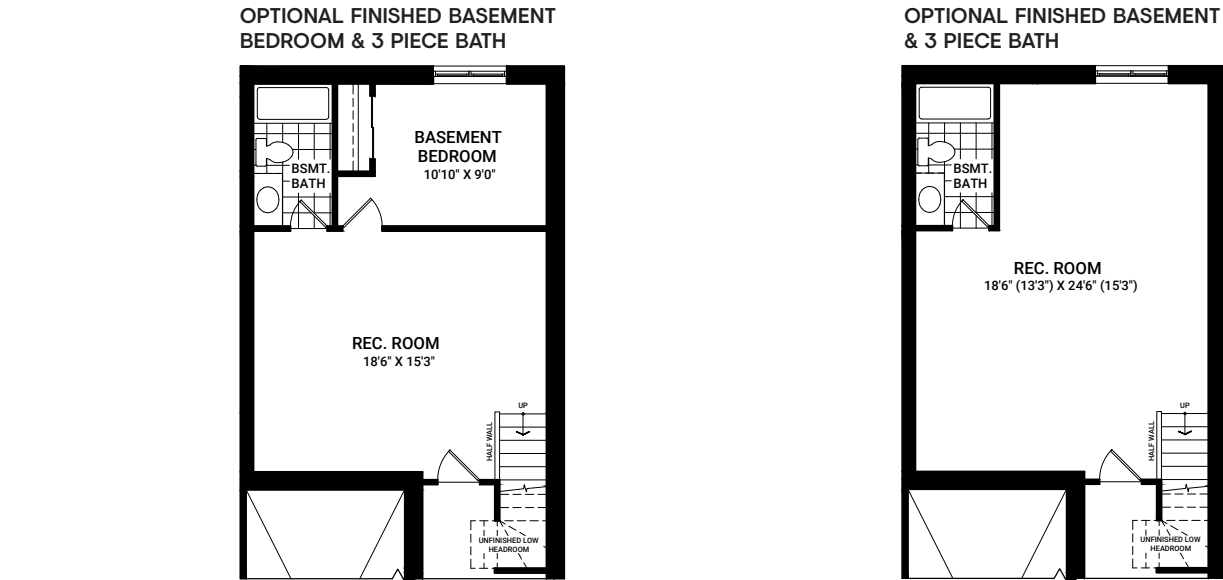 OPTIONAL FINISHED BASEMENT
BEDROOM & 3 PIECE BATH
BASEMENT
BEDROOM
10'10" X 9'0"
BSMT.
BATH
REC. ROOM
18'6" X 15'3"
UP
HALF WALL
UNFINISHED LOW
HEADROOM
OPTIONAL FINISHED BASEMENT
& 3 PIECE BATH
BSMT.
BATH
REC. ROOM
18'6" (13'3") X 24'6" (15'3")
UP
HALF WALL
UNFINISHED LOW
HEADROOM